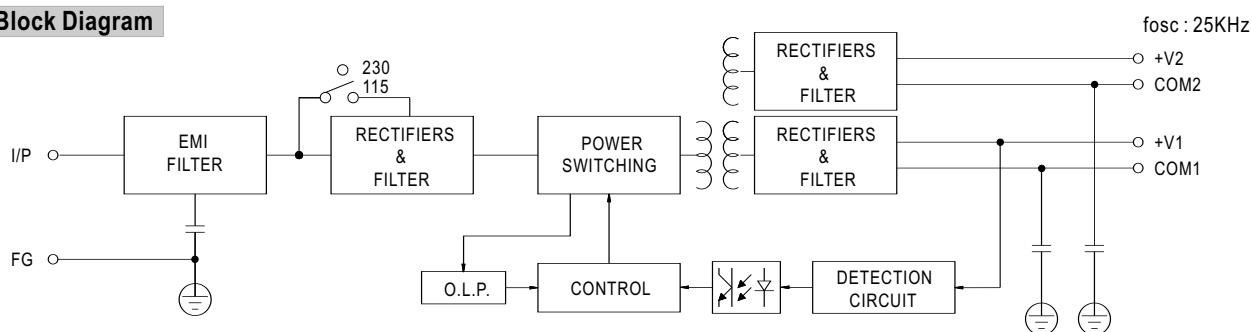 Block Diagram
fosc : 25KHz
230
115
I/P
EMI
FILTER
RECTIFIERS
&
FILTER
POWER
SWITCHING
RECTIFIERS
&
FILTER
+V2
COM2
RECTIFIERS
&
FILTER
+V1
COM1
FG
O.L.P.
CONTROL
DETECTION
CIRCUIT